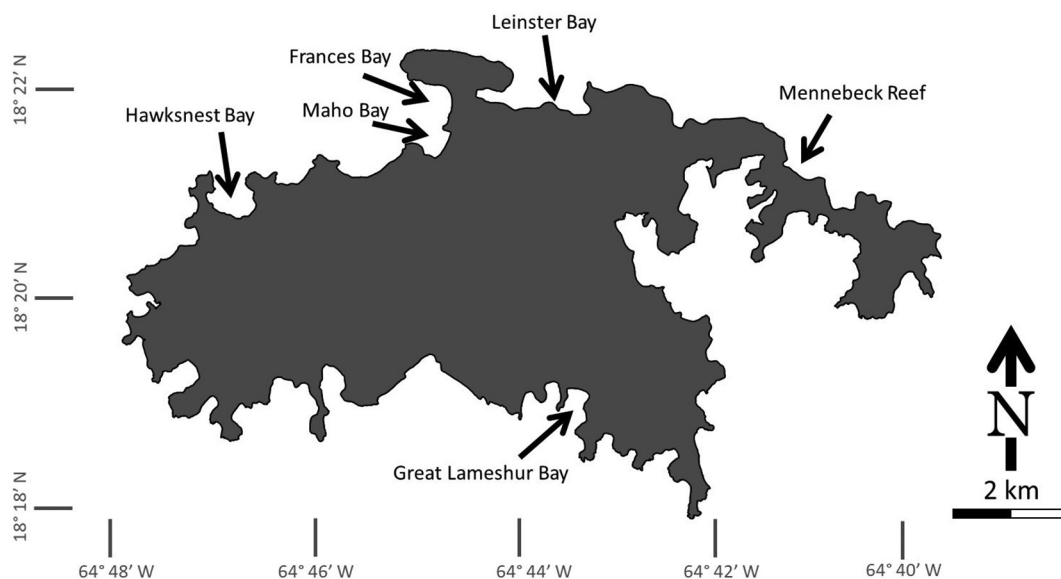 Leinster Bay
Frances Bay
Mennebeck Reef
Maho Bay
Hawksnest Bay
Great Lameshur Bay
18° 22’ N
18° 20’ N
18° 18’ N
N
2 km
64° 48’ W
64° 46’ W
64° 44’ W
64° 42’ W
64° 40’ W